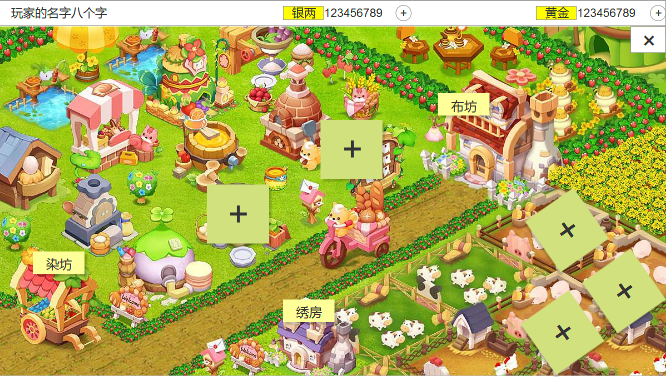 玩家的名字八个字
银两 123456789 +
黄金 123456789 +
×
布坊
+
+
+
染坊
+
绣房
+